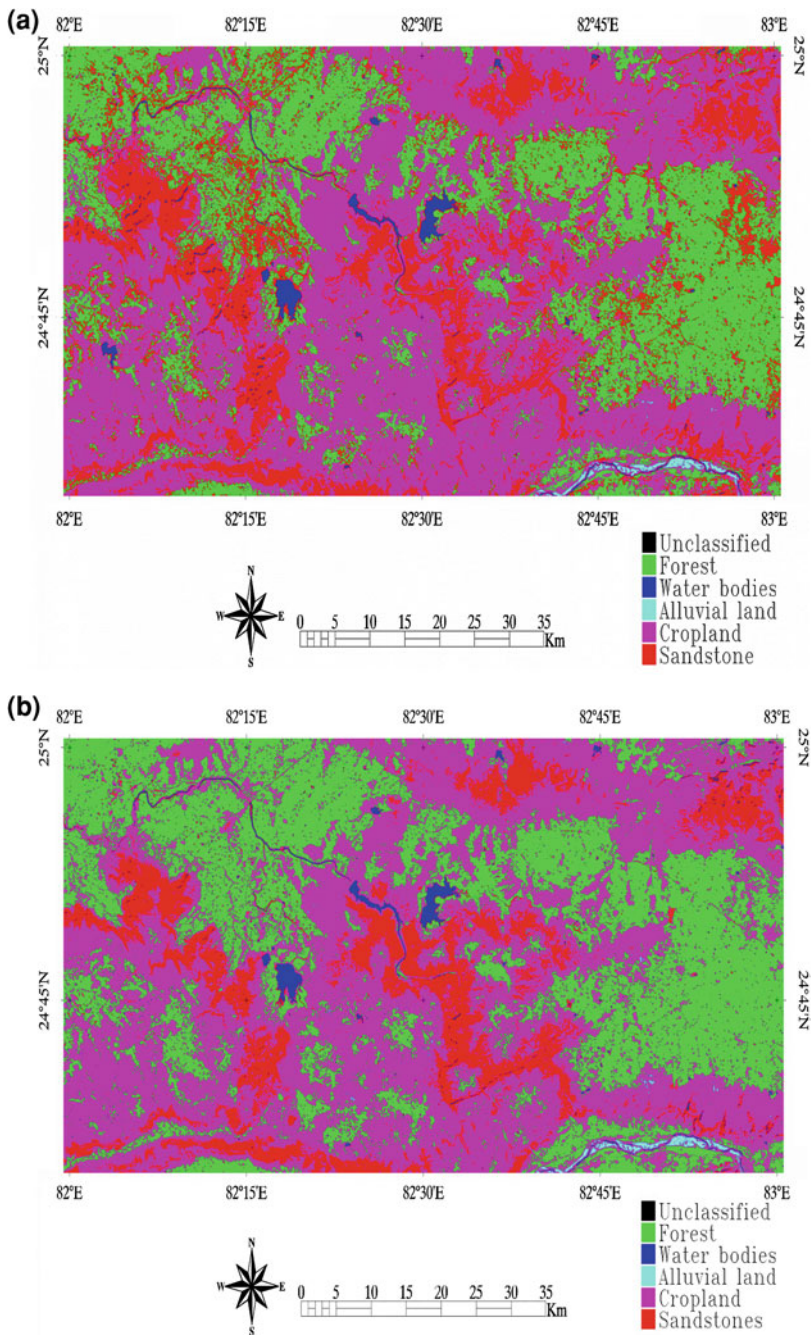 (a)
82°E 82°15'E 82°30'E 82°45'E 83°E
25°N 25°N
24°45'N 24°45'N
82°E 82°15'E 82°30'E 82°45'E 83°E
Unclassified
Forest
Water bodies
Alluvial land
Cropland
Sandstone
N
W E
S
0 5 10 15 20 25 30 35
Km
(b)
82°E 82°15'E 82°30'E 82°45'E 83°E
25°N 25°N
24°45'N 24°45'N
82°E 82°15'E 82°30'E 82°45'E 83°E
Unclassified
Forest
Water bodies
Alluvial land
Cropland
Sandstones
N
W E
S
0 5 10 15 20 25 30 35
Km